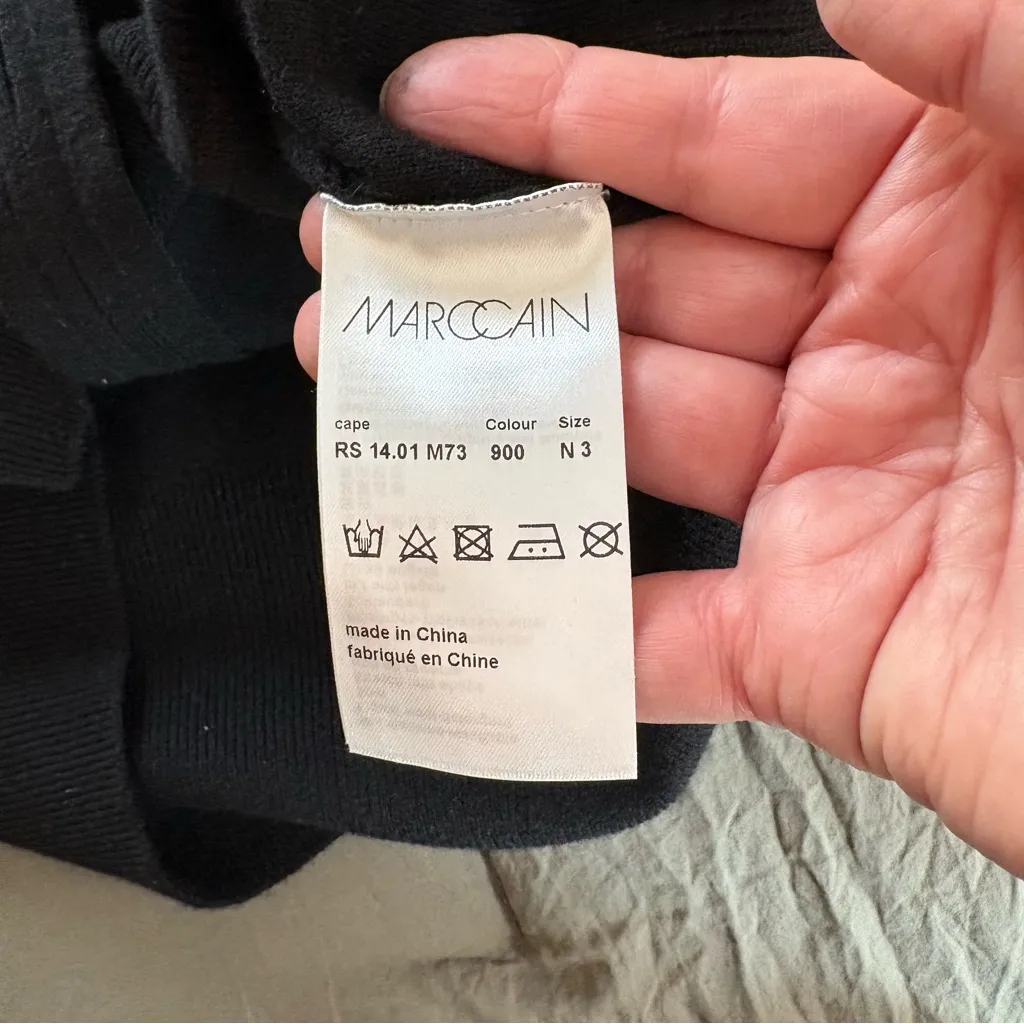 MARCCAIN
cape Colour Size
RS 14.01 M73 900 N 3
made in China
fabriqué en Chine